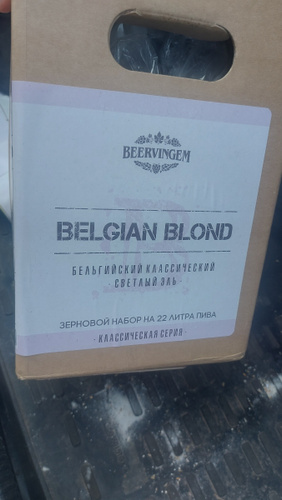 BEERVINGEM
BELGIAN BLOND
БЕЛЬГИЙСКИЙ КЛАССИЧЕСКИЙ
СВЕТЛЫЙ ЭЛЬ
ЗЕРНОВОЙ НАБОР НА 22 ЛИТРА ПИВА
· КЛАССИЧЕСКАЯ СЕРИЯ ·